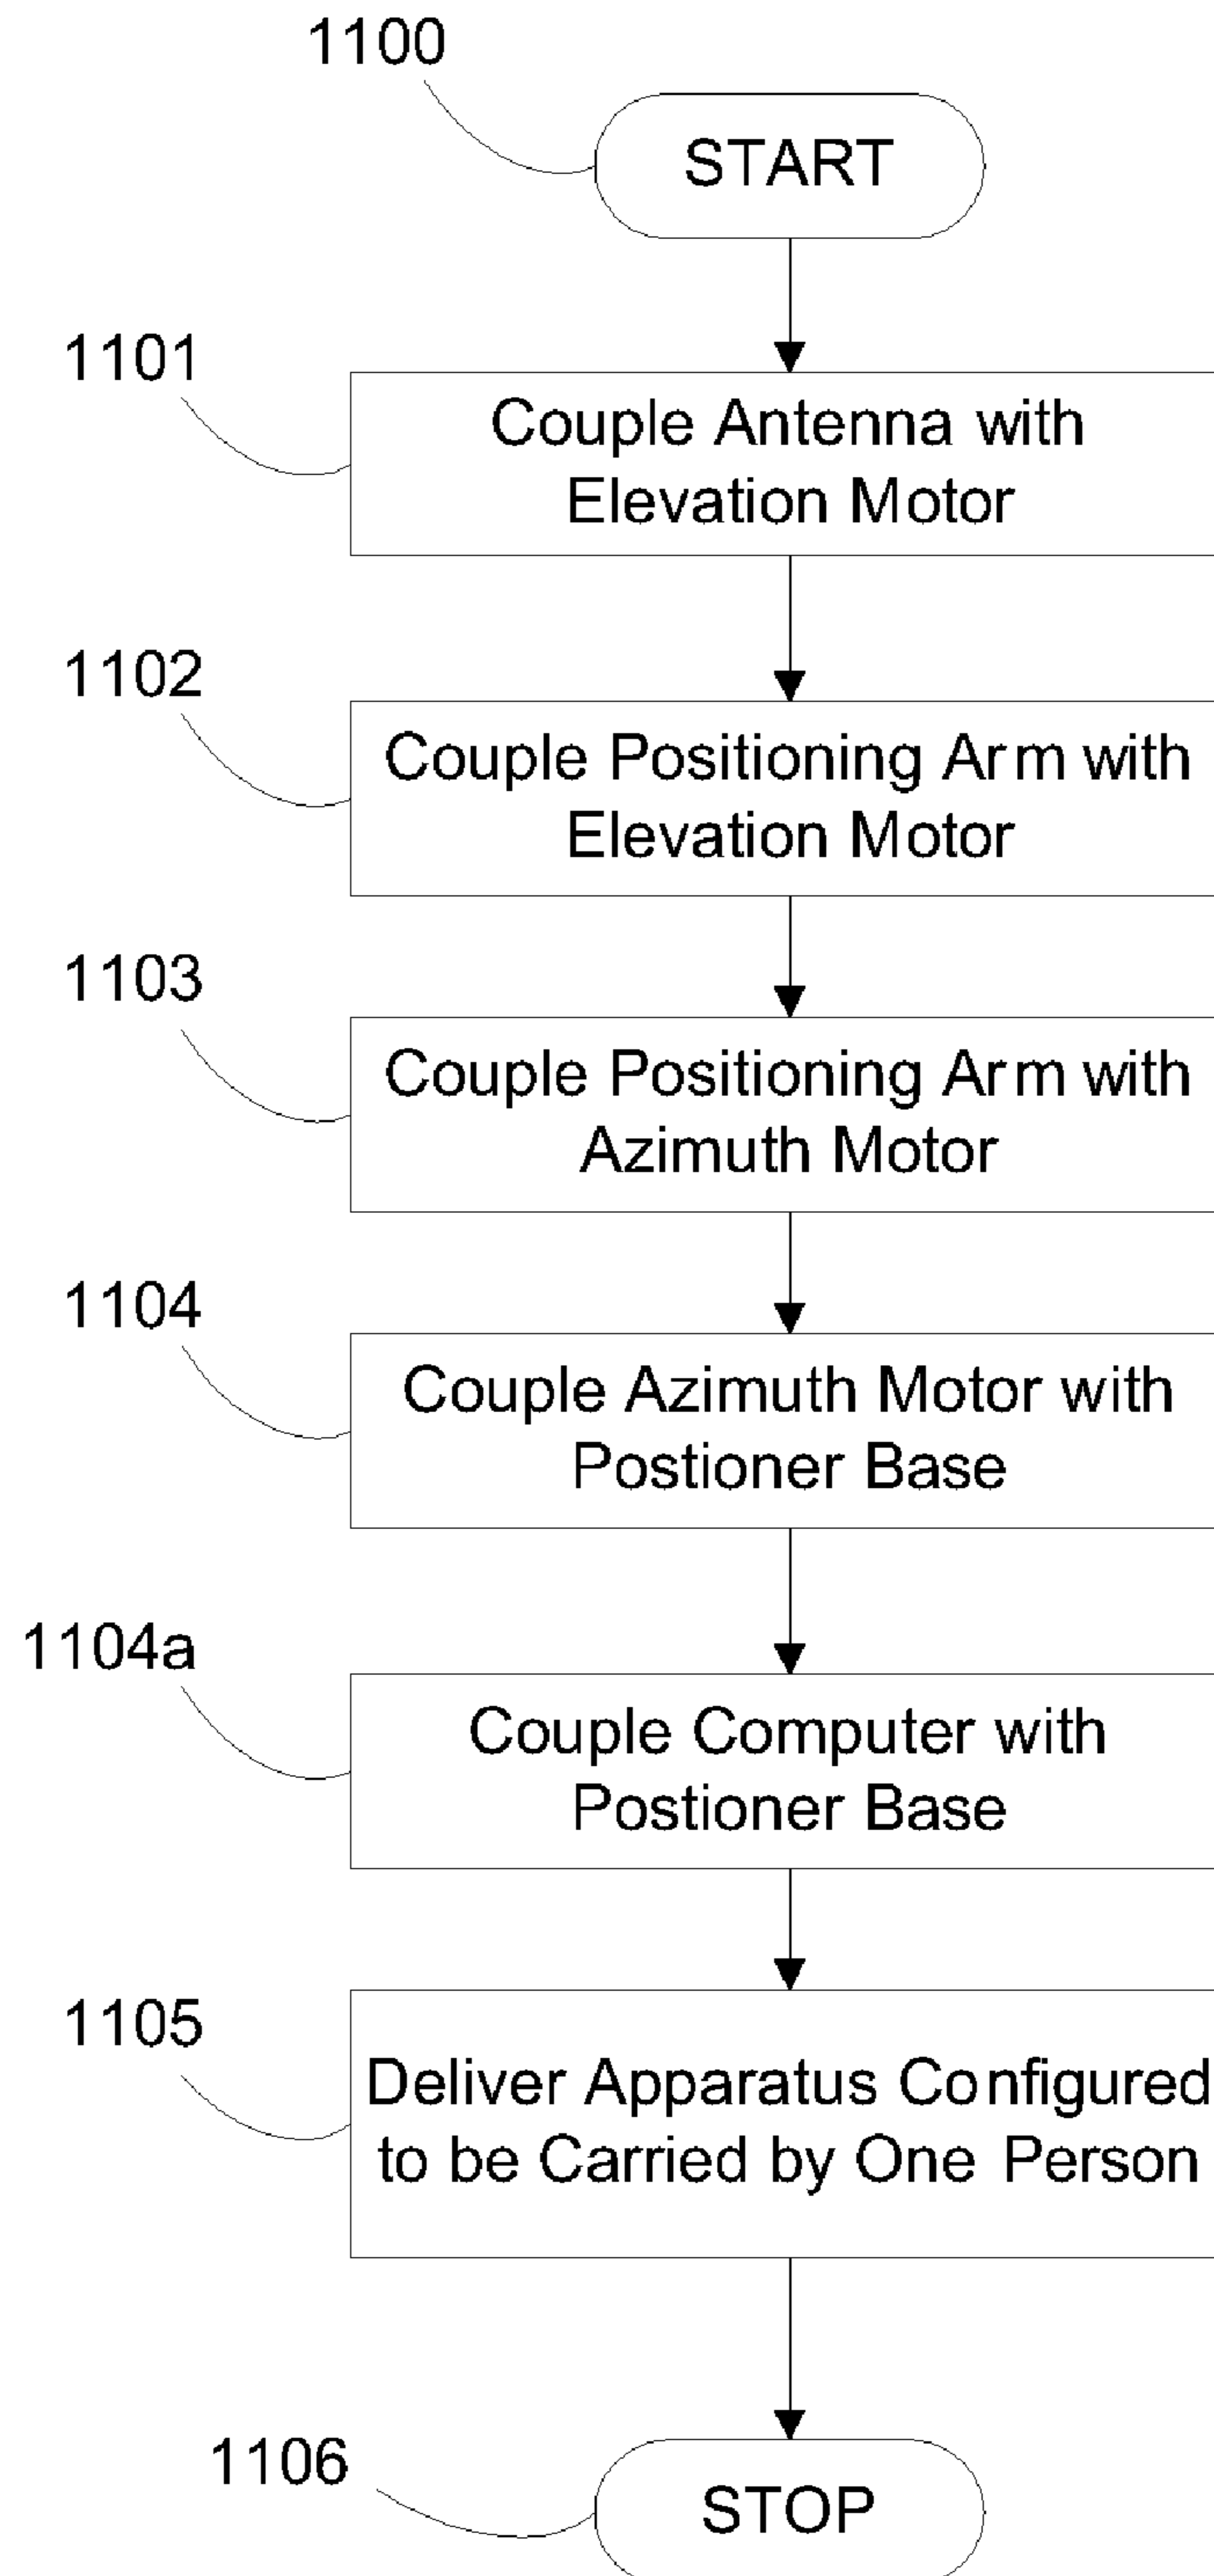 1100
START
1101
Couple Antenna with
Elevation Motor
1102
Couple Positioning Arm with
Elevation Motor
1103
Couple Positioning Arm with
Azimuth Motor
1104
Couple Azimuth Motor with
Postioner Base
1104a
Couple Computer with
Postioner Base
1105
Deliver Apparatus Configured
to be Carried by One Person
1106
STOP